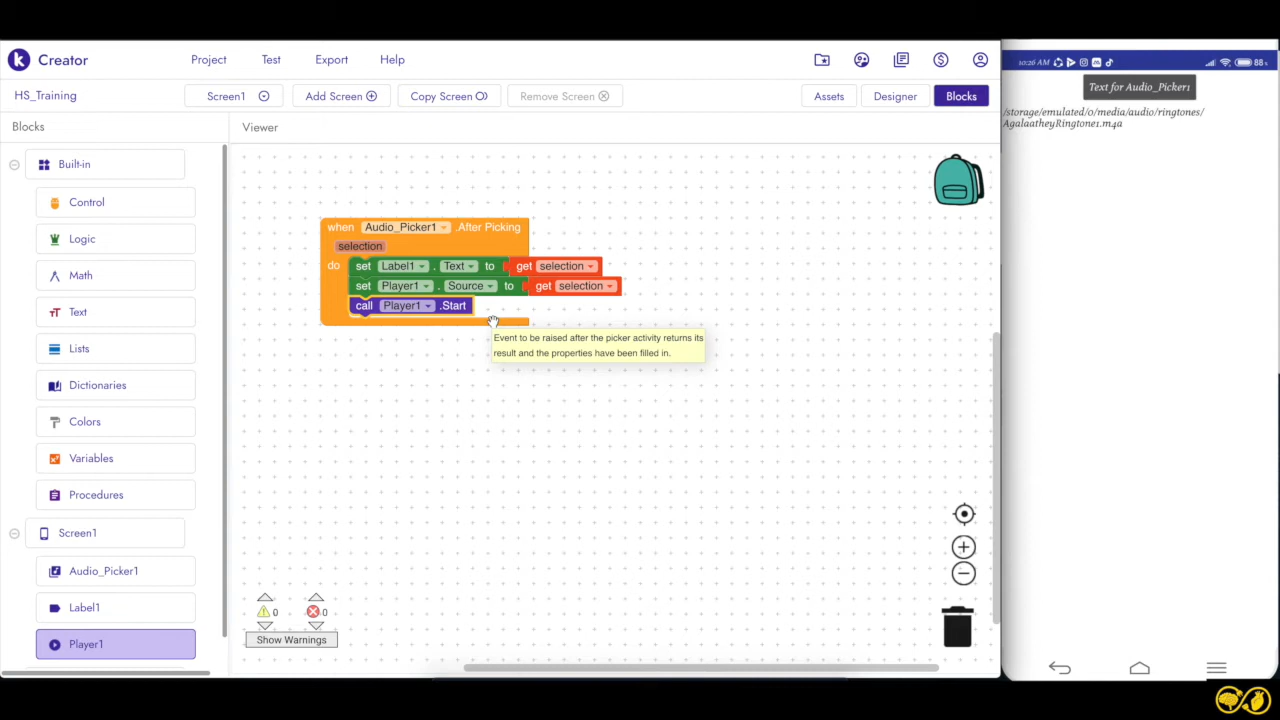 Creator
Project Test Export Help
HS_Training
Screen1
Add Screen
Copy Screen
Remove Screen
Assets
Designer
Blocks
Blocks
Viewer
Built-in
Control
Logic
Math
Text
Lists
Dictionaries
Colors
Variables
Procedures
Screen1
Audio_Picker1
Label1
Player1
when Audio_Picker1 .After Picking
selection
do set Label1 . Text to get selection
set Player1 . Source to get selection
call Player1 .Start
Event to be raised after the picker activity returns its
result and the properties have been filled in.
0 0
Show Warnings
10:26 AM 88%
Text for Audio_Picker1
/storage/emulated/0/media/audio/ringtones/
AgalaatheyRingtone1.m4a